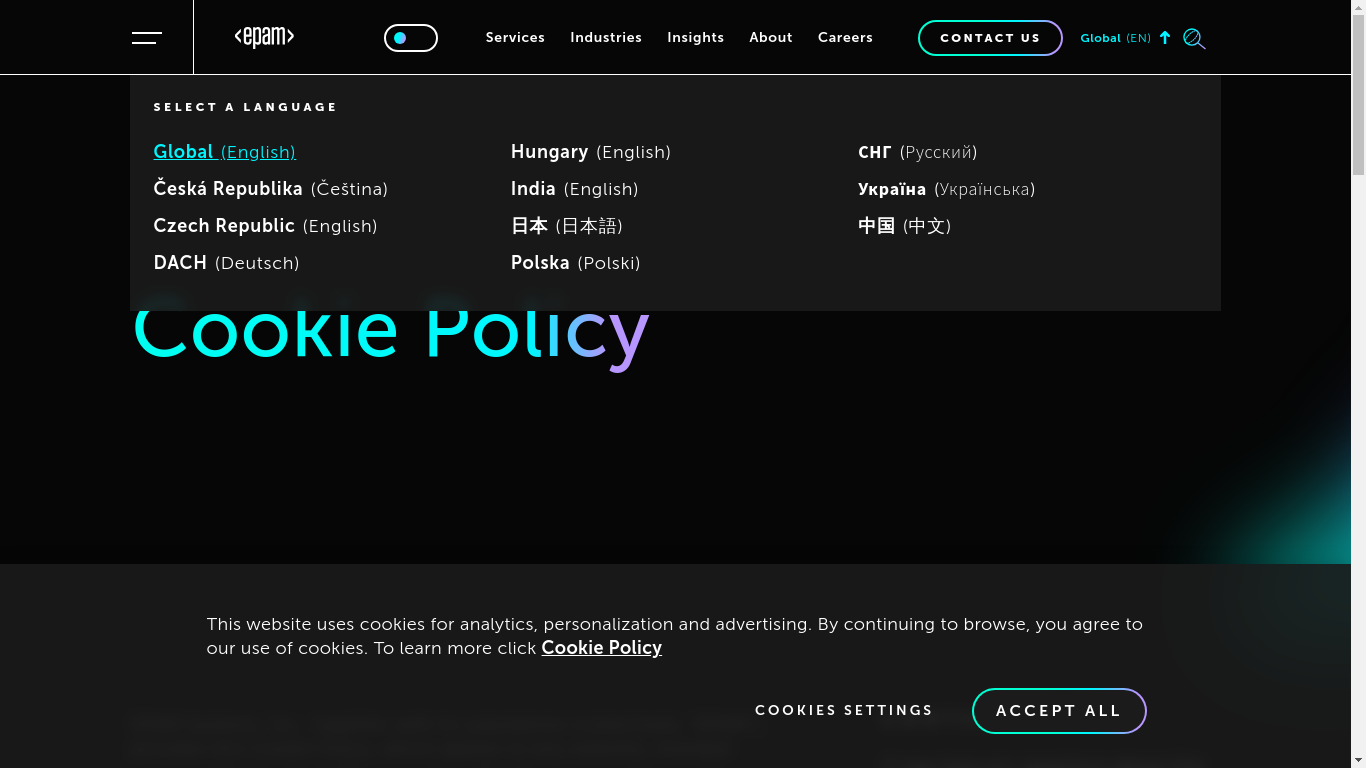 <epam>
Services Industries Insights About Careers CONTACT US Global (EN)
SELECT A LANGUAGE
Global (English)
Česká Republika (Čeština)
Czech Republic (English)
DACH (Deutsch)
Hungary (English)
India (English)
日本 (日本語)
Polska (Polski)
СНГ (Русский)
Україна (Українська)
中国 (中文)
Cookie Policy
This website uses cookies for analytics, personalization and advertising. By continuing to browse, you agree to
our use of cookies. To learn more click Cookie Policy
COOKIES SETTINGS ACCEPT ALL